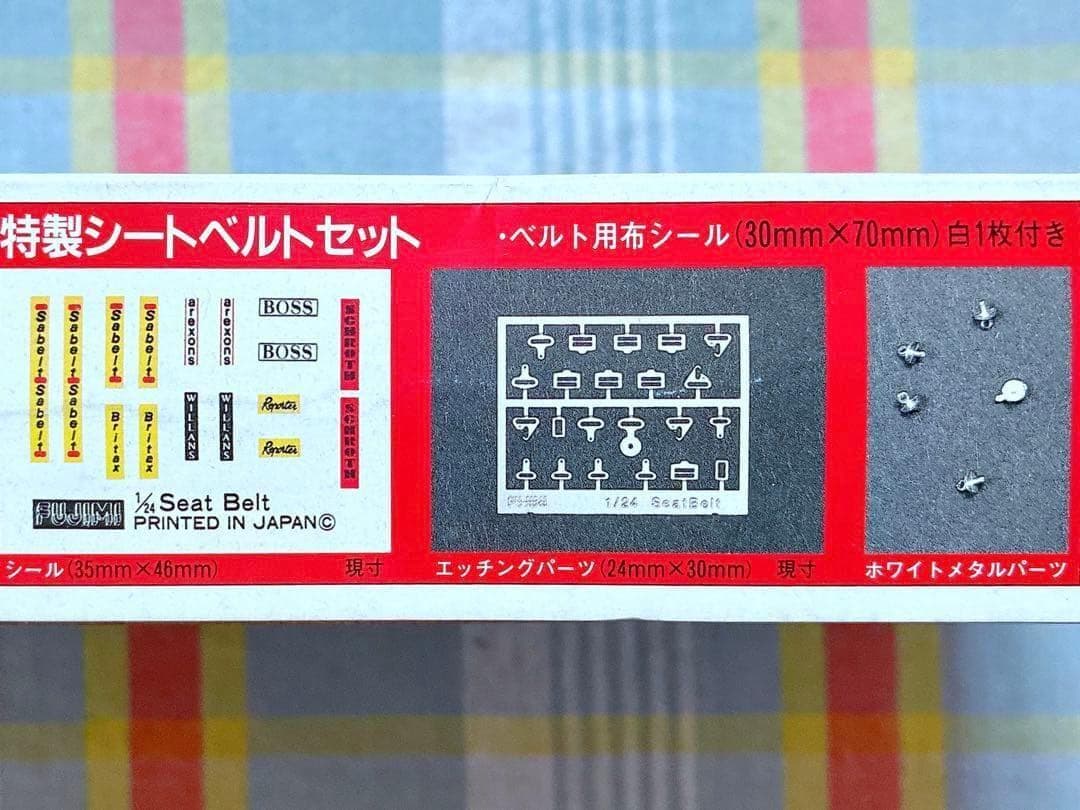 特製シートベルトセット
・ベルト用布シール(30mm×70mm)白1枚付き
Sabelt Sabelt Sabelt Sabelt arexons arexons BOSS SCHROTH
BOSS
Sabelt Sabelt Britax Britex WILLANS WILLANS Reporter SCHROTH
Reporter
FUJIMI 1/24 Seat Belt
PRINTED IN JAPAN©
FUJIMI 1/24 SeatBelt
シール(35mm×46mm) 現寸
エッチングパーツ(24mm×30mm) 現寸
ホワイトメタルパーツ